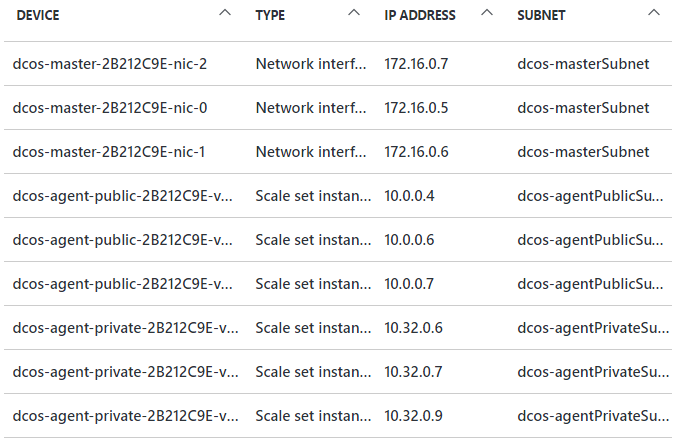 DEVICE TYPE IP ADDRESS SUBNET
dcos-master-2B212C9E-nic-2 Network interf... 172.16.0.7 dcos-masterSubnet
dcos-master-2B212C9E-nic-0 Network interf... 172.16.0.5 dcos-masterSubnet
dcos-master-2B212C9E-nic-1 Network interf... 172.16.0.6 dcos-masterSubnet
dcos-agent-public-2B212C9E-v... Scale set instan... 10.0.0.4 dcos-agentPublicSu...
dcos-agent-public-2B212C9E-v... Scale set instan... 10.0.0.6 dcos-agentPublicSu...
dcos-agent-public-2B212C9E-v... Scale set instan... 10.0.0.7 dcos-agentPublicSu...
dcos-agent-private-2B212C9E-v... Scale set instan... 10.32.0.6 dcos-agentPrivateSu...
dcos-agent-private-2B212C9E-v... Scale set instan... 10.32.0.7 dcos-agentPrivateSu...
dcos-agent-private-2B212C9E-v... Scale set instan... 10.32.0.9 dcos-agentPrivateSu...